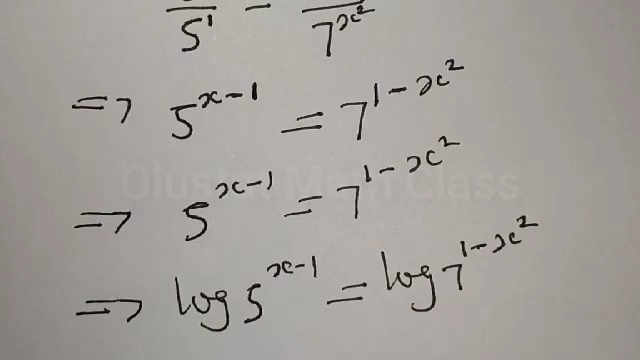 5¹ = 7^x²
=> 5^x-1 = 7^1-x²
=> 5^x-1 = 7^1-x²
=> log 5^x-1 = log 7^1-x²